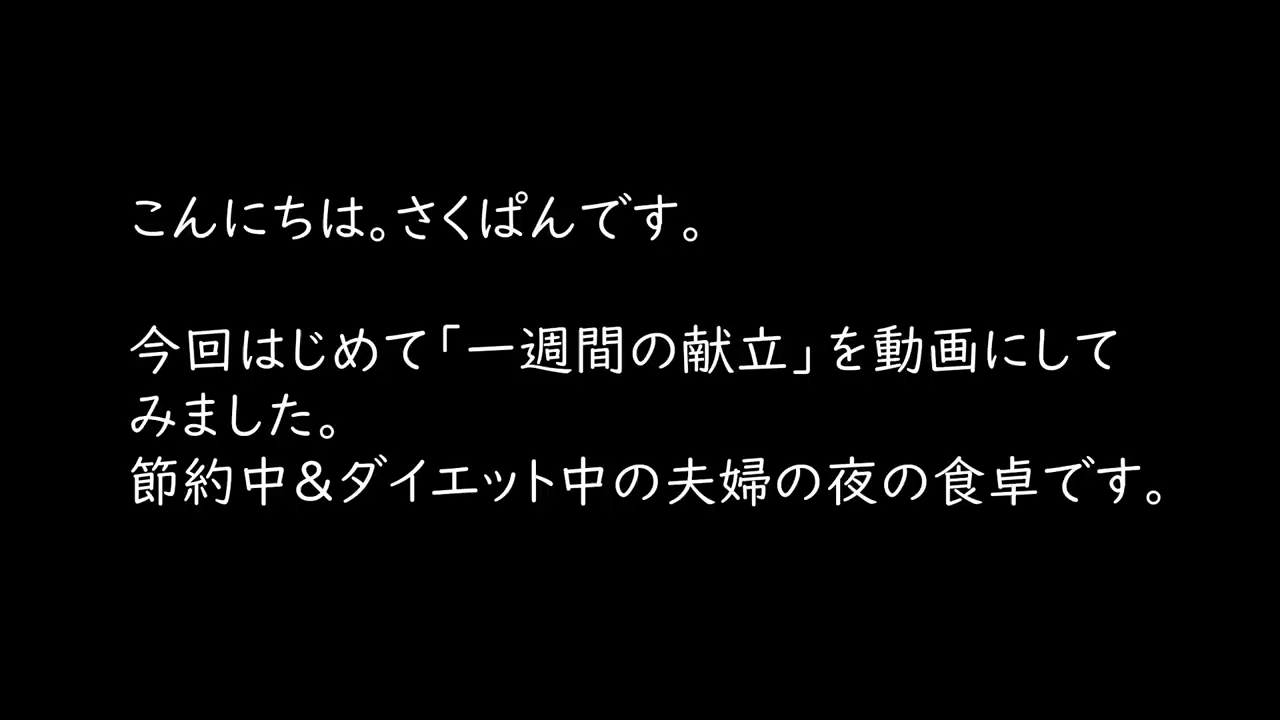 こんにちは。さくぱんです。
今回はじめて「一週間の献立」を動画にして
みました。
節約中＆ダイエット中の夫婦の夜の食卓です。